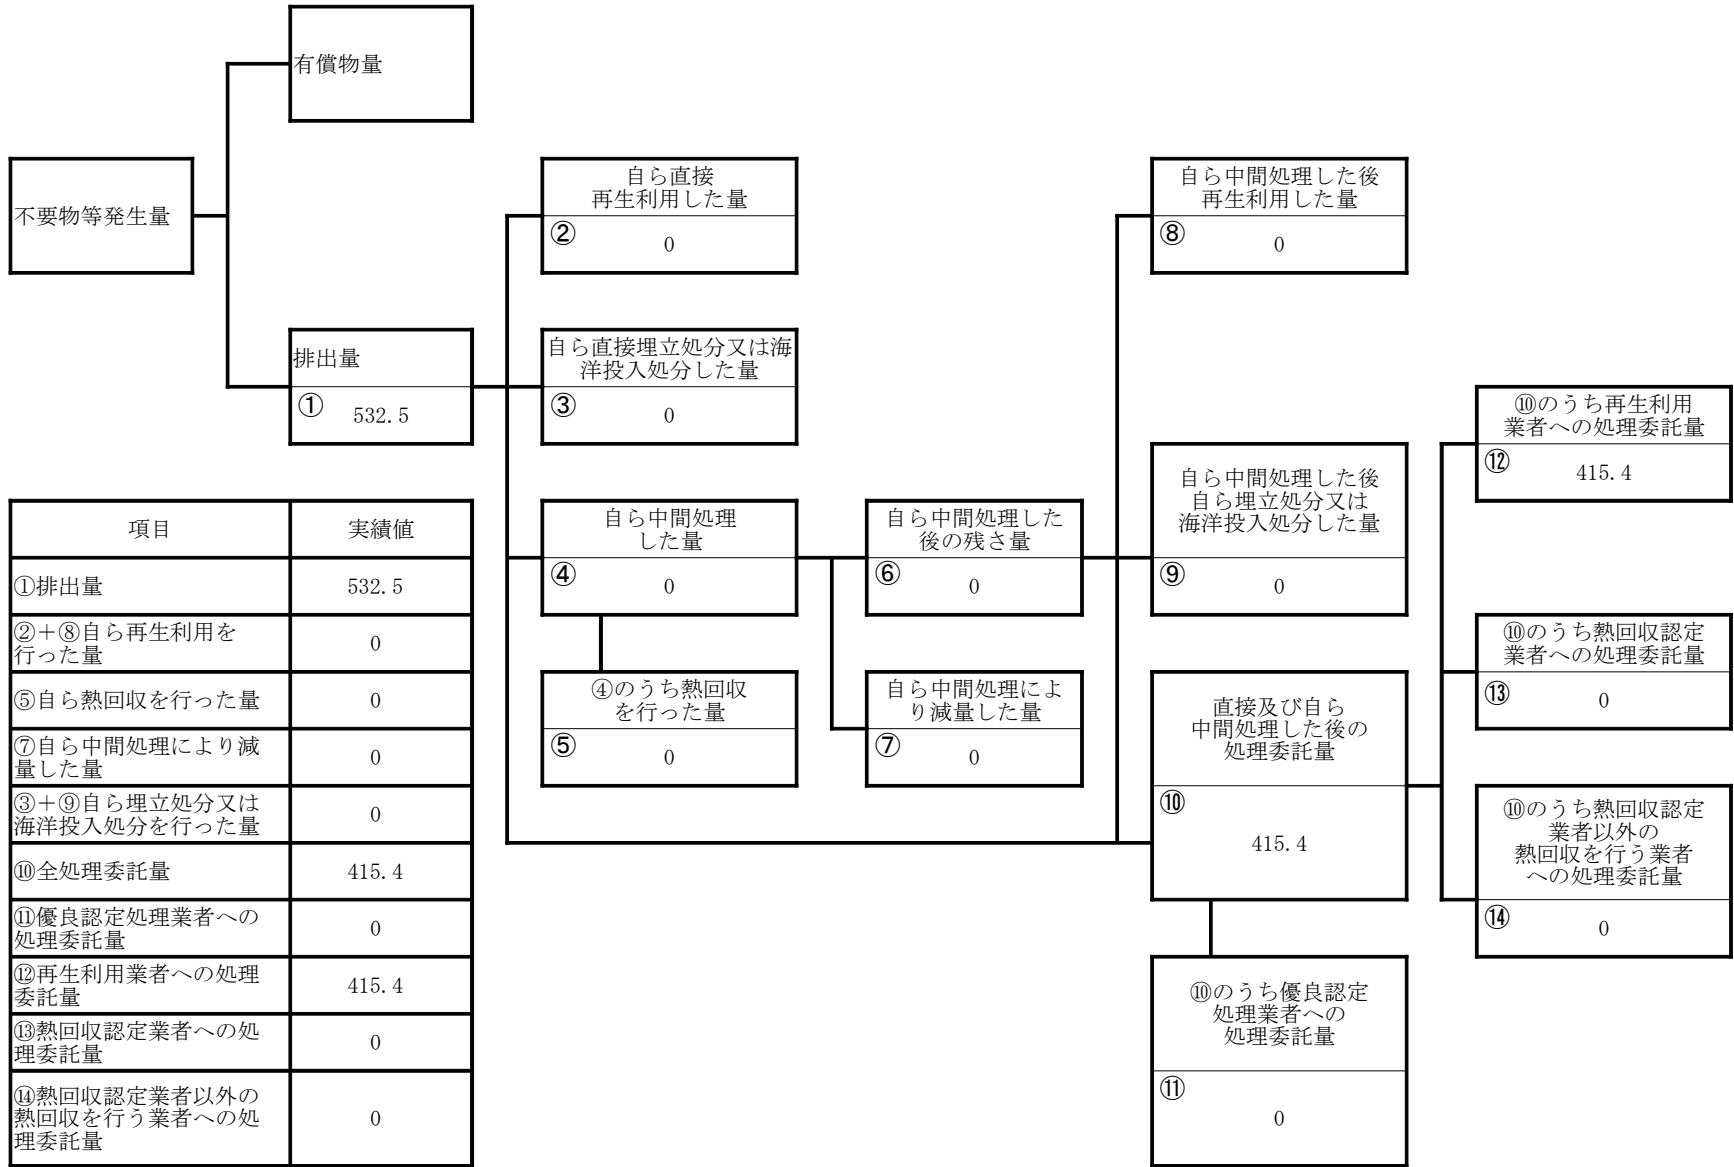 有償物量
不要物等発生量
排出量
①
532.5
自ら直接
再生利用した量
②
0
自ら直接埋立処分又は海
洋投入処分した量
③
0
自ら中間処理
した量
④
0
④のうち熱回収
を行った量
⑤
0
自ら中間処理した
後の残さ量
⑥
0
自ら中間処理によ
り減量した量
⑦
0
自ら中間処理した後
再生利用した量
⑧
0
自ら中間処理した後
自ら埋立処分又は
海洋投入処分した量
⑨
0
直接及び自ら
中間処理した後の
処理委託量
⑩
415.4
⑩のうち優良認定
処理業者への
処理委託量
⑪
0
⑩のうち再生利用
業者への処理委託量
⑫
415.4
⑩のうち熱回収認定
業者への処理委託量
⑬
0
⑩のうち熱回収認定
業者以外の
熱回収を行う業者
への処理委託量
⑭
0
項目 実績値
①排出量 532.5
②+⑧自ら再生利用を
行った量 0
⑤自ら熱回収を行った量 0
⑦自ら中間処理により減
量した量 0
③+⑨自ら埋立処分又は
海洋投入処分を行った量 0
⑩全処理委託量 415.4
⑪優良認定処理業者への
処理委託量 0
⑫再生利用業者への処理
委託量 415.4
⑬熱回収認定業者への処
理委託量 0
⑭熱回収認定業者以外の
熱回収を行う業者への処
理委託量 0